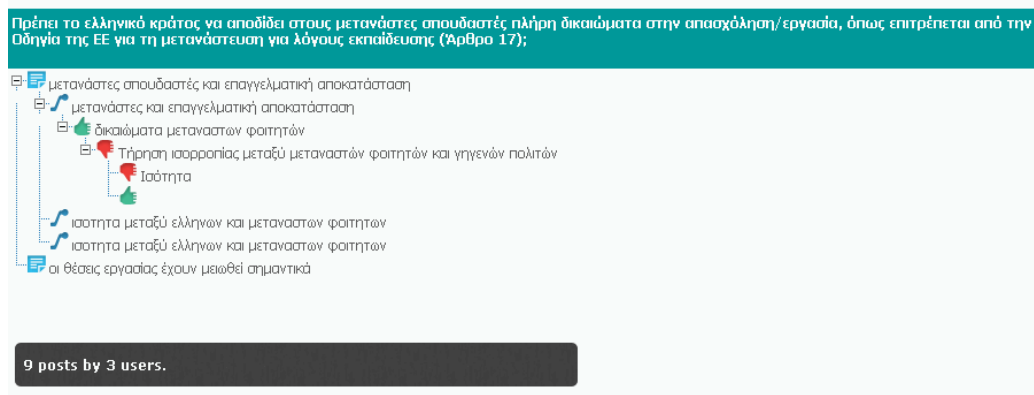 Πρέπει το ελληνικό κράτος να αποδίδει στους μετανάστες σπουδαστές πλήρη δικαιώματα στην απασχόληση/εργασία, όπως επιτρέπεται από την
Οδηγία της ΕΕ για τη μετανάστευση για λόγους εκπαίδευσης (Άρθρο 17);
μετανάστες σπουδαστές και επαγγελματική αποκατάσταση
μετανάστες και επαγγελματική αποκατάσταση
δικαιώματα μεταναστων φοιτητών
Τήρηση ισορροπίας μεταξύ μεταναστών φοιτητών και γηγενών πολιτών
Ισότητα
ισοτητα μεταξύ ελληνων και μεταναστων φοιτητων
ισοτητα μεταξύ ελληνων και μεταναστων φοιτητων
οι θέσεις εργασίας έχουν μειωθεί σημαντικά
9 posts by 3 users.